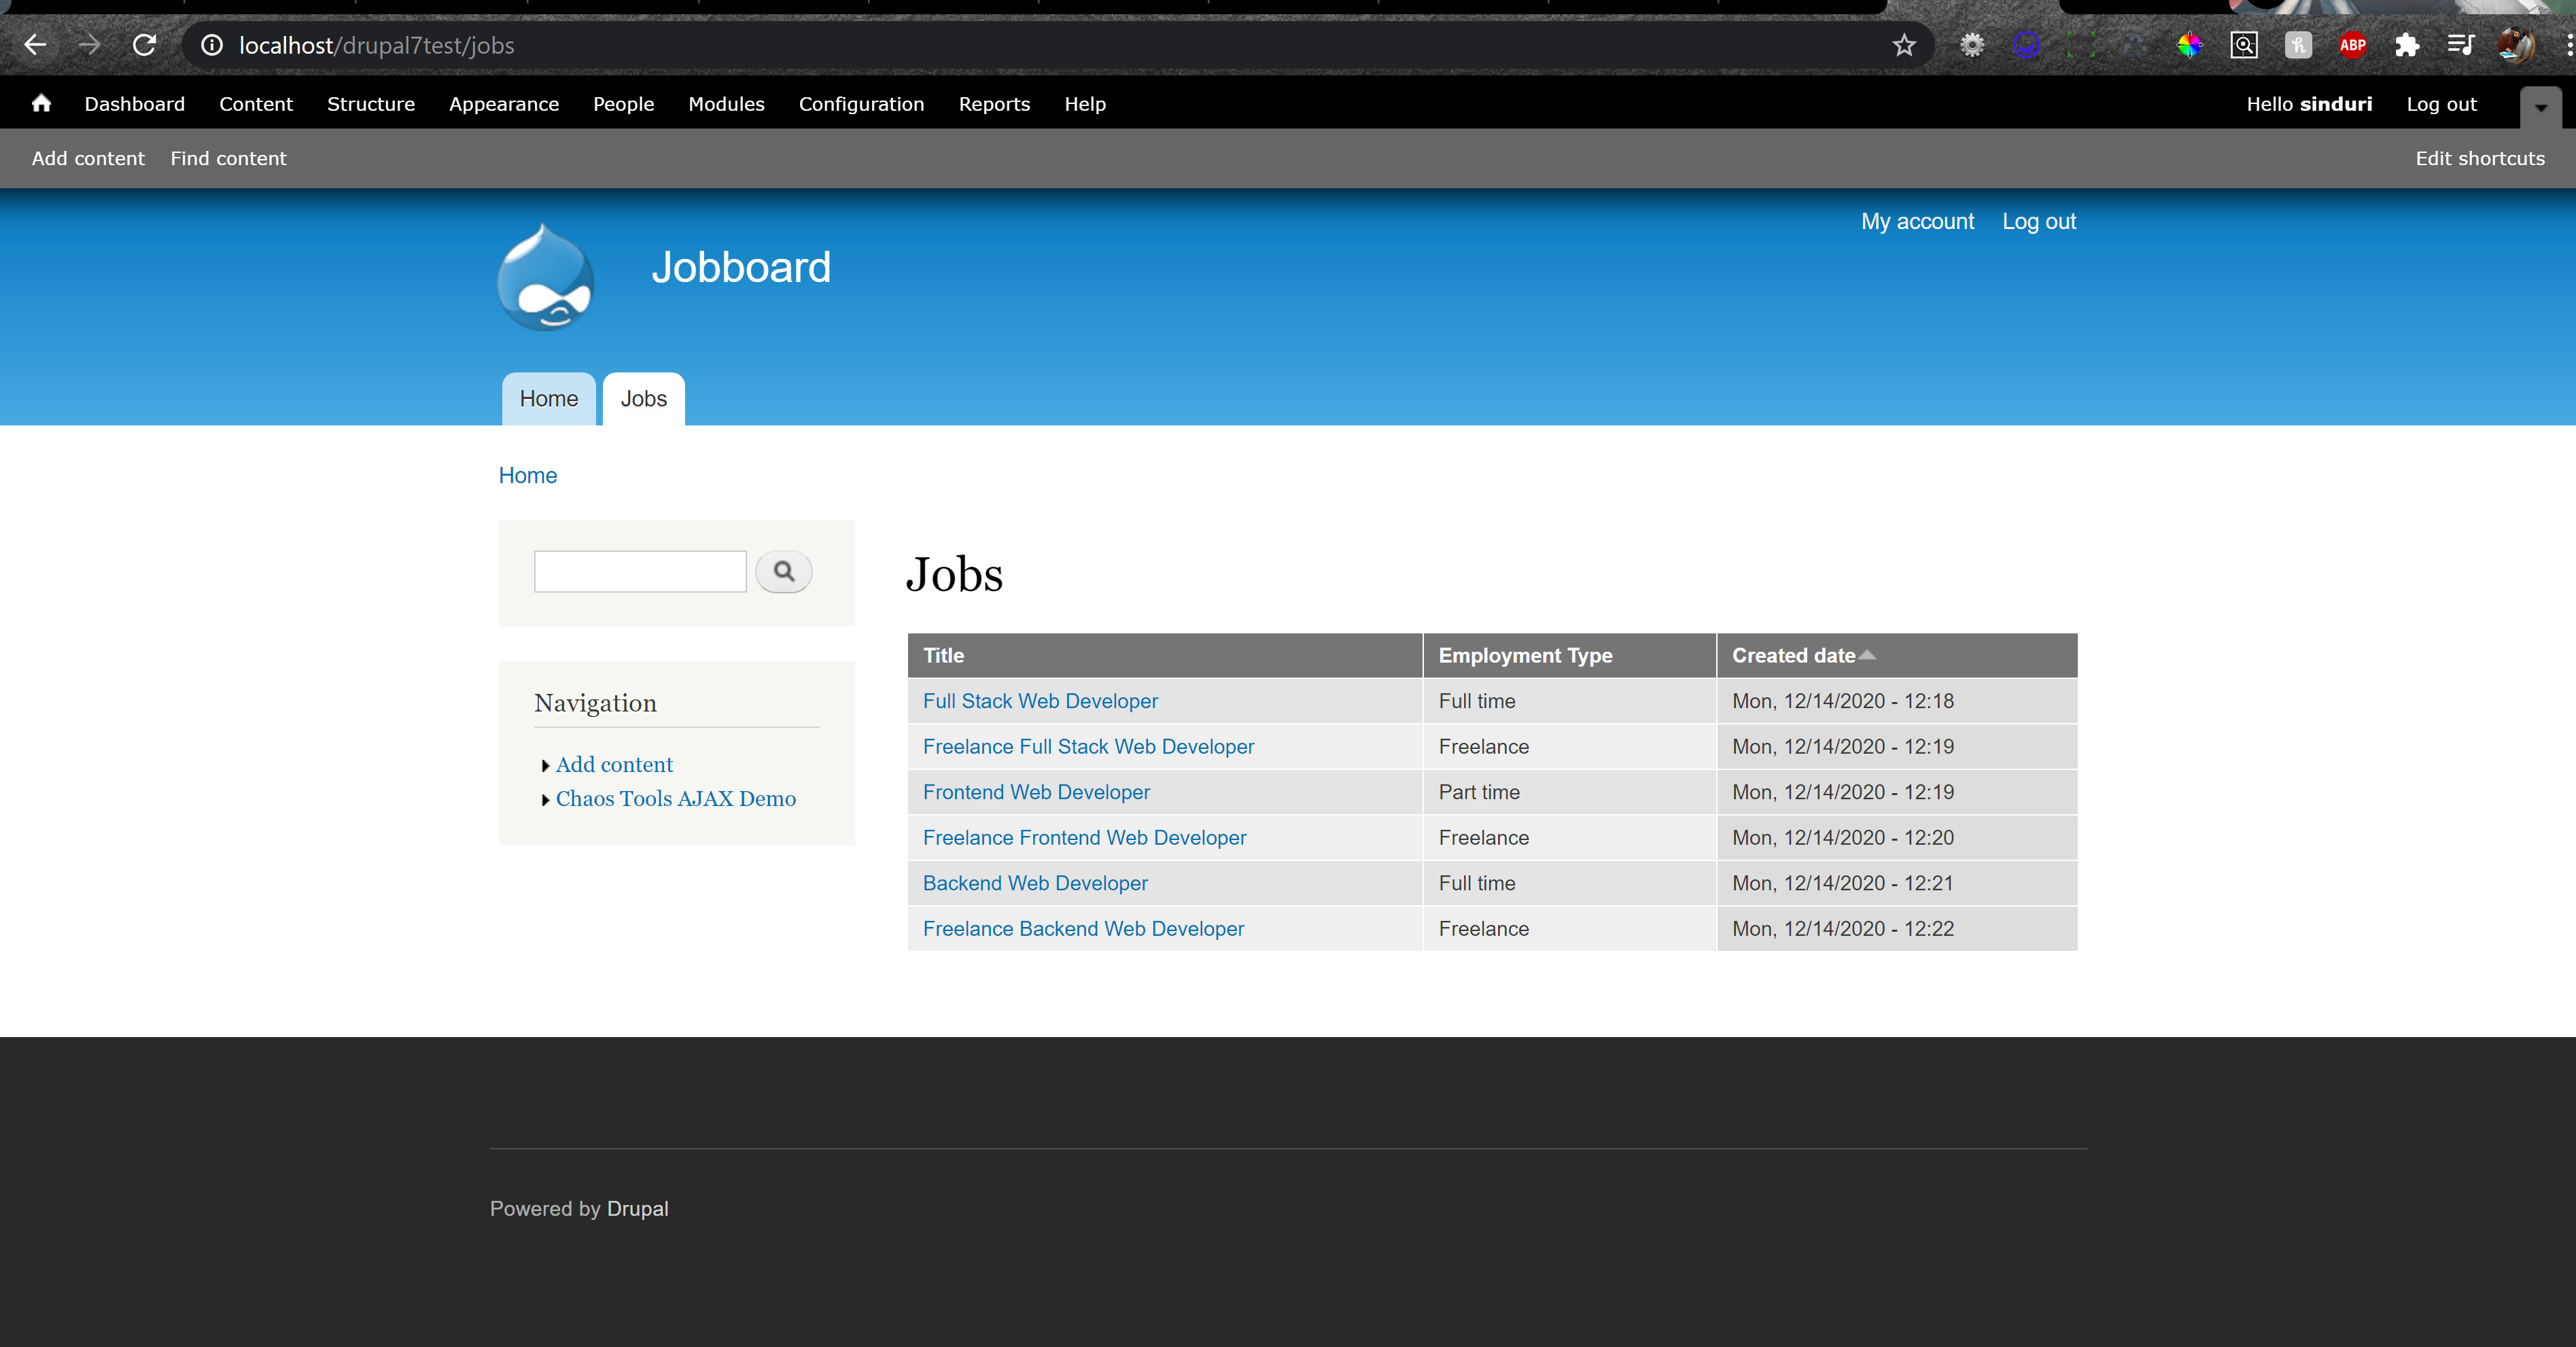 localhost/drupal7test/jobs
ABP
Dashboard Content Structure Appearance People Modules Configuration Reports Help Hello sinduri Log out
Add content Find content Edit shortcuts
My account Log out
Jobboard
Home Jobs
Home
Jobs
Navigation
Add content
Chaos Tools AJAX Demo
Title Employment Type Created date
Full Stack Web Developer Full time Mon, 12/14/2020 - 12:18
Freelance Full Stack Web Developer Freelance Mon, 12/14/2020 - 12:19
Frontend Web Developer Part time Mon, 12/14/2020 - 12:19
Freelance Frontend Web Developer Freelance Mon, 12/14/2020 - 12:20
Backend Web Developer Full time Mon, 12/14/2020 - 12:21
Freelance Backend Web Developer Freelance Mon, 12/14/2020 - 12:22
Powered by Drupal